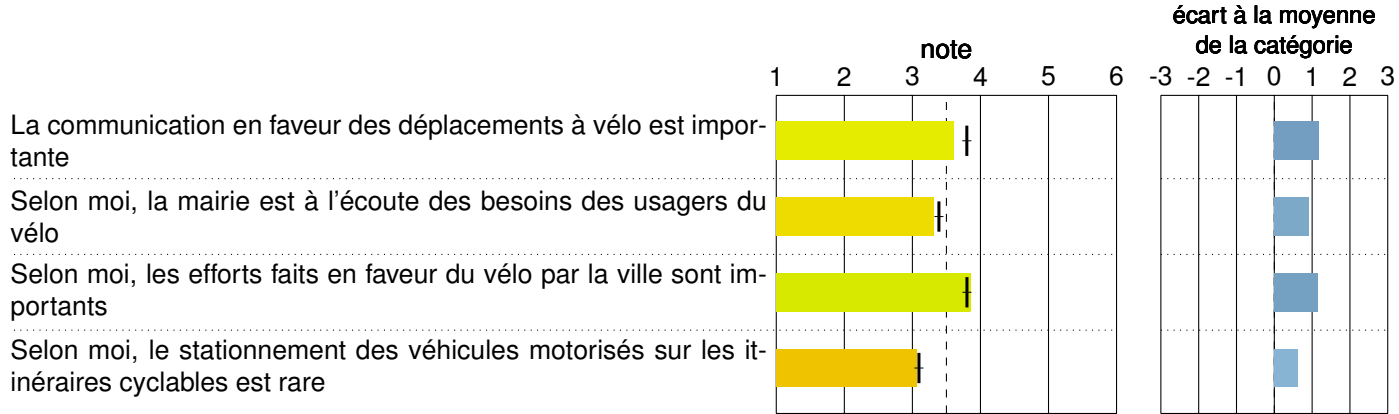 écart à la moyenne
de la catégorie
note
1 2 3 4 5 6
-3 -2 -1 0 1 2 3
La communication en faveur des déplacements à vélo est impor-
tante
Selon moi, la mairie est à l'écoute des besoins des usagers du
vélo
Selon moi, les efforts faits en faveur du vélo par la ville sont im-
portants
Selon moi, le stationnement des véhicules motorisés sur les it-
inéraires cyclables est rare